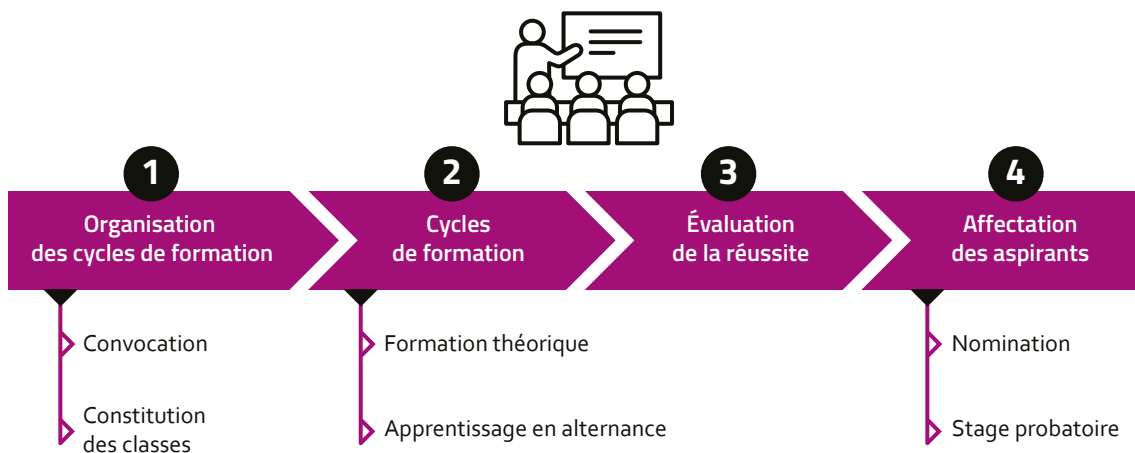 1
Organisation
des cycles de formation
Convocation
Constitution
des classes
2
Cycles
de formation
Formation théorique
Apprentissage en alternance
3
Évaluation
de la réussite
4
Affectation
des aspirants
Nomination
Stage probatoire